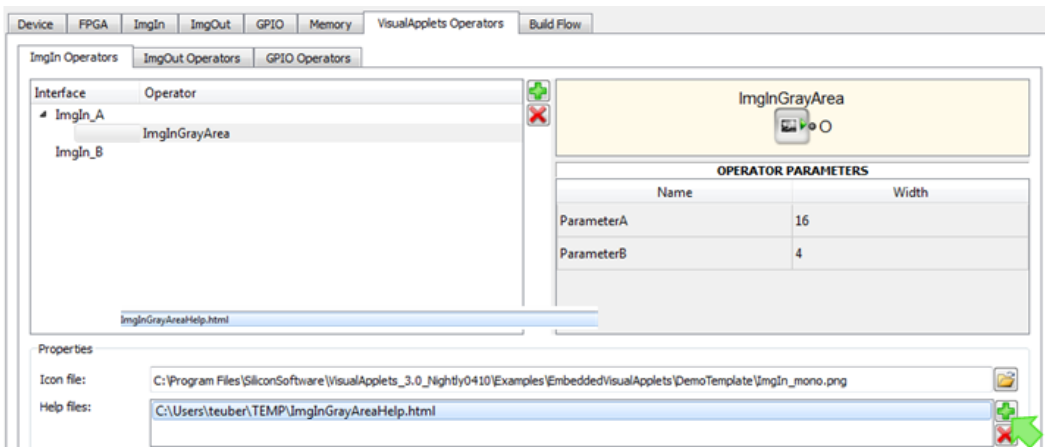 Device FPGA ImgIn ImgOut GPIO Memory VisualApplets Operators Build Flow
ImgIn Operators ImgOut Operators GPIO Operators
Interface Operator
ImgIn_A
ImgInGrayArea
ImgIn_B
ImgInGrayAreaHelp.html
ImgInGrayArea
O
OPERATOR PARAMETERS
Name Width
ParameterA 16
ParameterB 4
Properties
Icon file: C:\Program Files\SiliconSoftware\VisualApplets_3.0_Nightly0410\Examples\EmbeddedVisualApplets\DemoTemplate\ImgIn_mono.png
Help files: C:\Users\teuber\TEMP\ImgInGrayAreaHelp.html